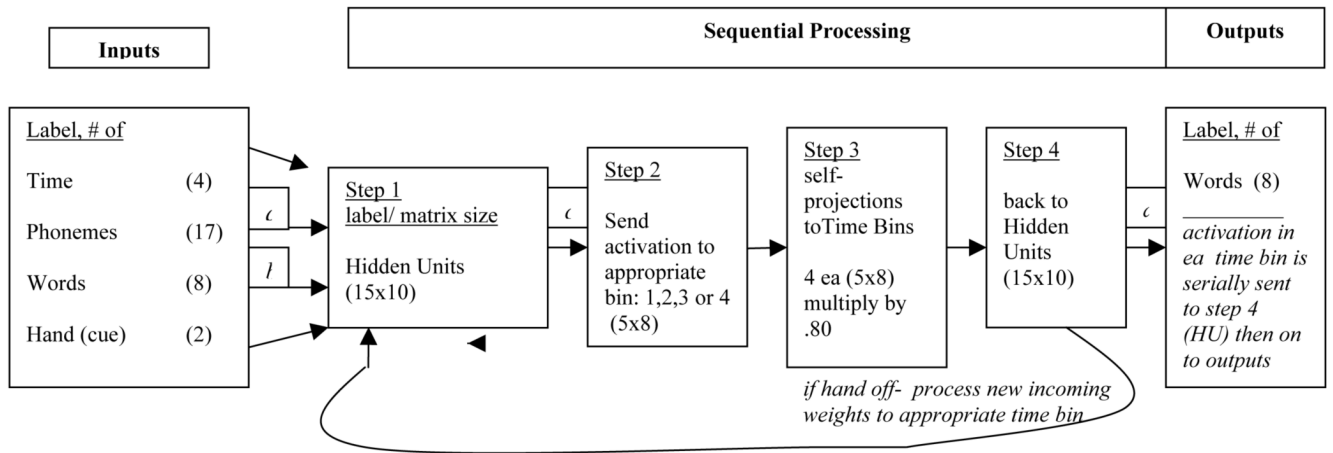 Inputs
Sequential Processing
Outputs
Label, # of
Time (4)
Phonemes (17)
Words (8)
Hand (cue) (2)
c
Step 1
label/ matrix size
Hidden Units
(15x10)
c
Step 2
Send
activation to
appropriate
bin: 1,2,3 or 4
(5x8)
Step 3
self-
projections
toTime Bins
4 ea (5x8)
multiply by
.80
if hand off- process new incoming
weights to appropriate time bin
Step 4
back to
Hidden
Units
(15x10)
c
Label, # of
Words (8)
activation in
ea time bin is
serially sent
to step 4
(HU) then on
to outputs